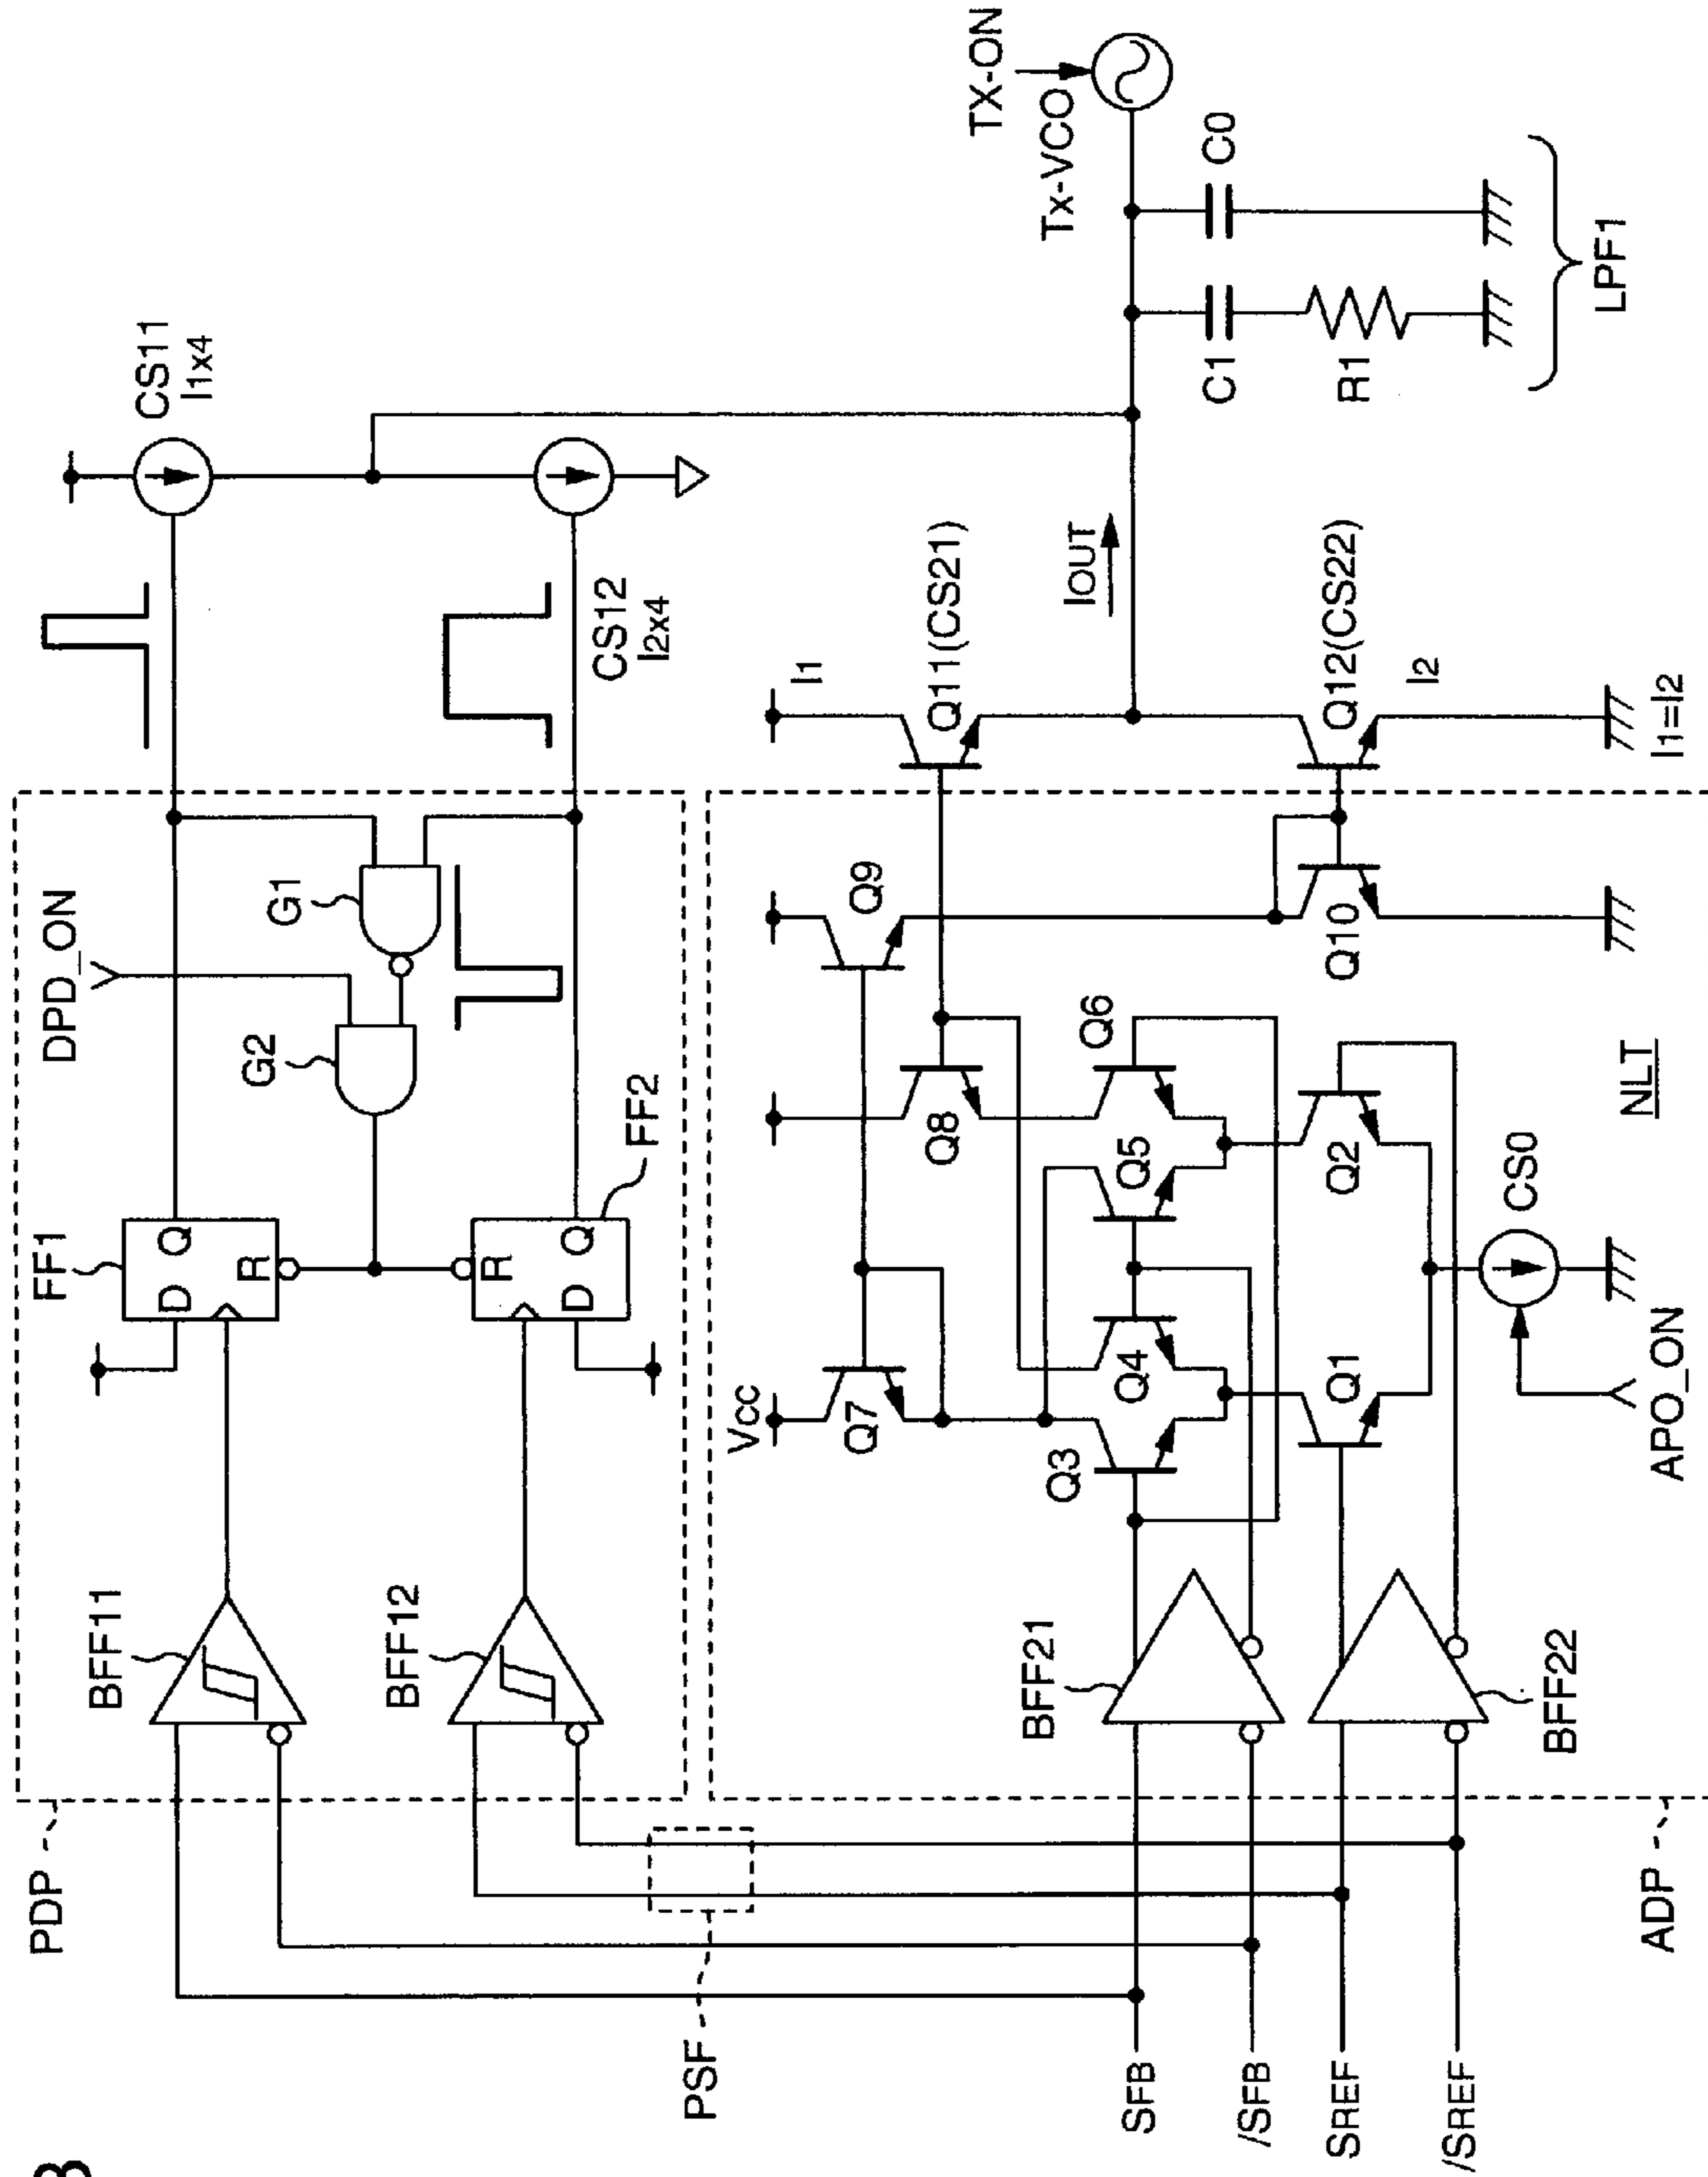 3
PDP
FF1
DPD_ON
CS11
I1x4
BFF11
D
Q
R
G1
G2
BFF12
R
D
Q
FF2
CS12
I2x4
PSF
TX-ON
Tx-VCO
Vcc
Q7
Q8
Q9
I1
Q11(CS21)
IOUT
C1
C0
R1
LPF1
Q3
Q4
Q5
Q6
Q10
Q12(CS22)
I2
I1=I2
SFB
/SFB
SREF
/SREF
BFF21
BFF22
Q1
Q2
CS0
NLT
APO_ON
ADP